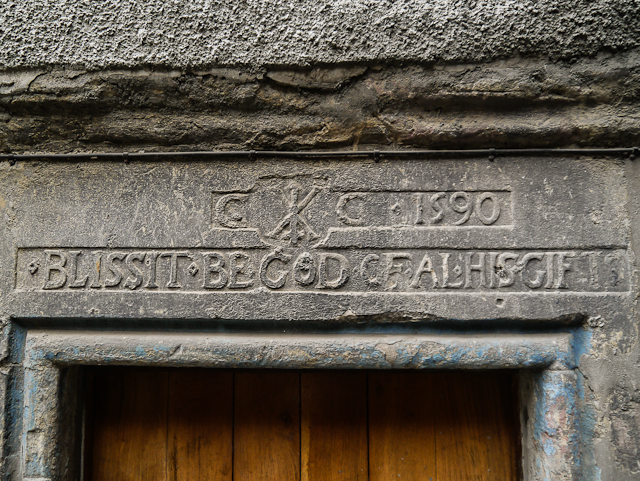 C C · 1590
· BLISSIT · BE GOD OF AL · HIS GIFTIS